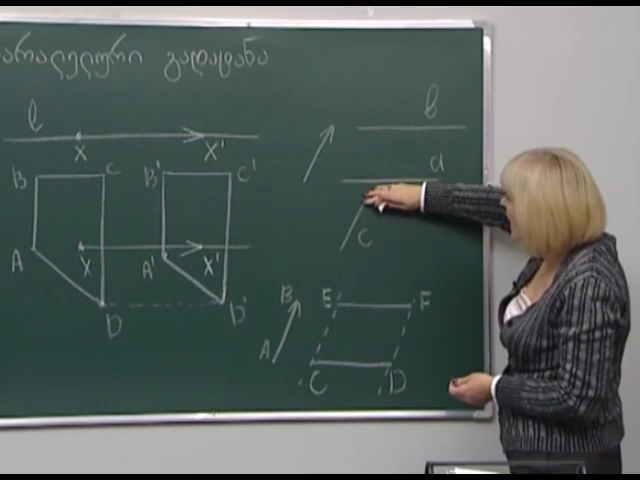 არალელური გადატანა
l
X X'
B C B' C'
A X A' X'
D D'
b
a
C
B E F
A
C D